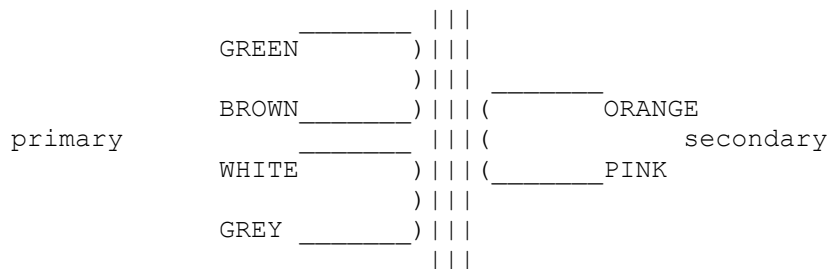 GREEN
BROWN ORANGE
primary secondary
WHITE PINK
GREY